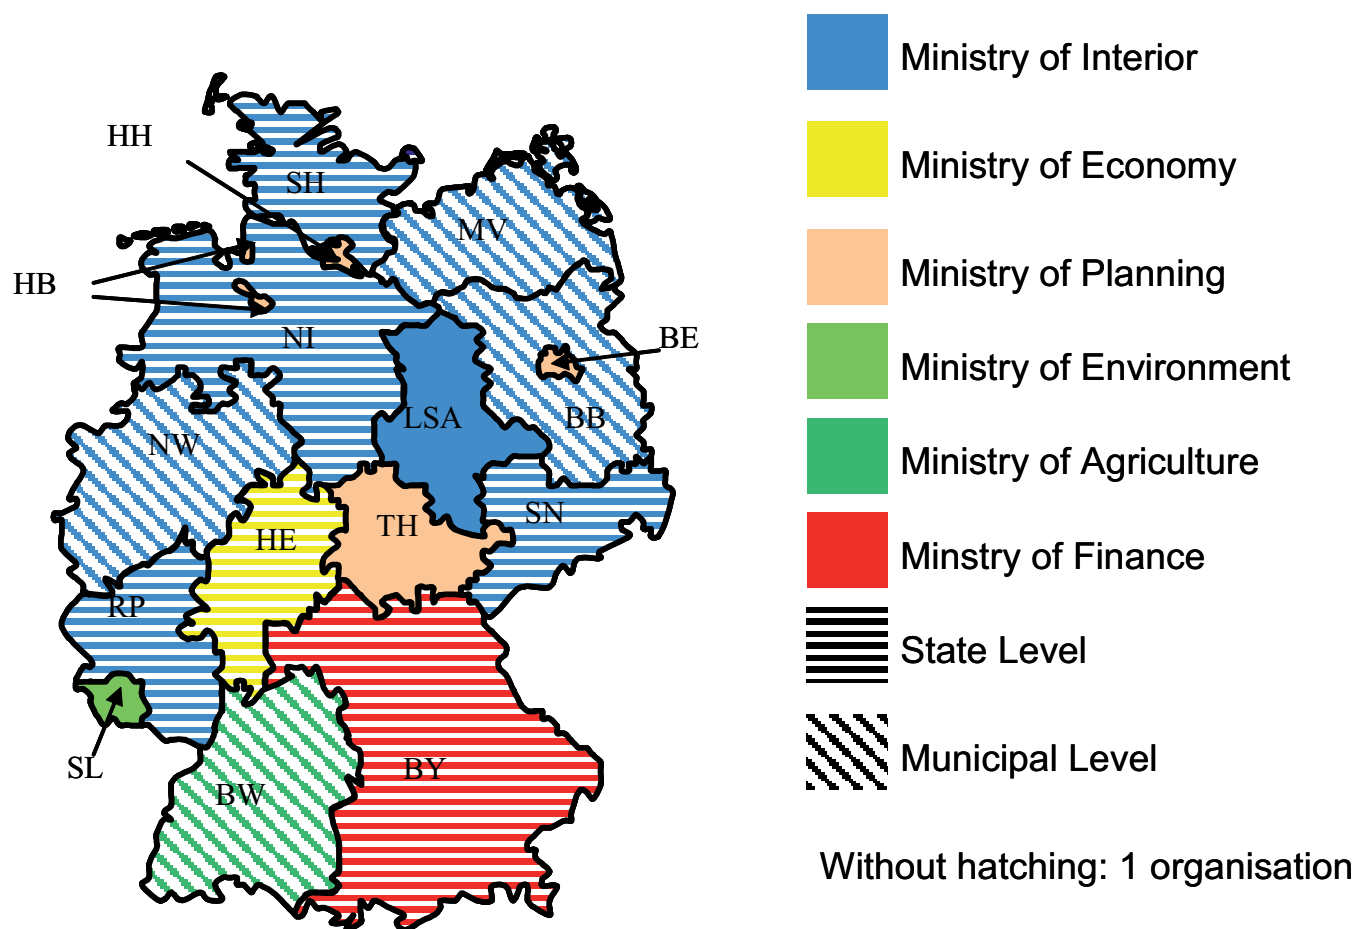 HH
SH
MV
HB
NI
BE
LSA
BB
NW
SN
TH
HE
RP
SL
BY
BW
Ministry of Interior
Ministry of Economy
Ministry of Planning
Ministry of Environment
Ministry of Agriculture
Minstry of Finance
State Level
Municipal Level
Without hatching: 1 organisation